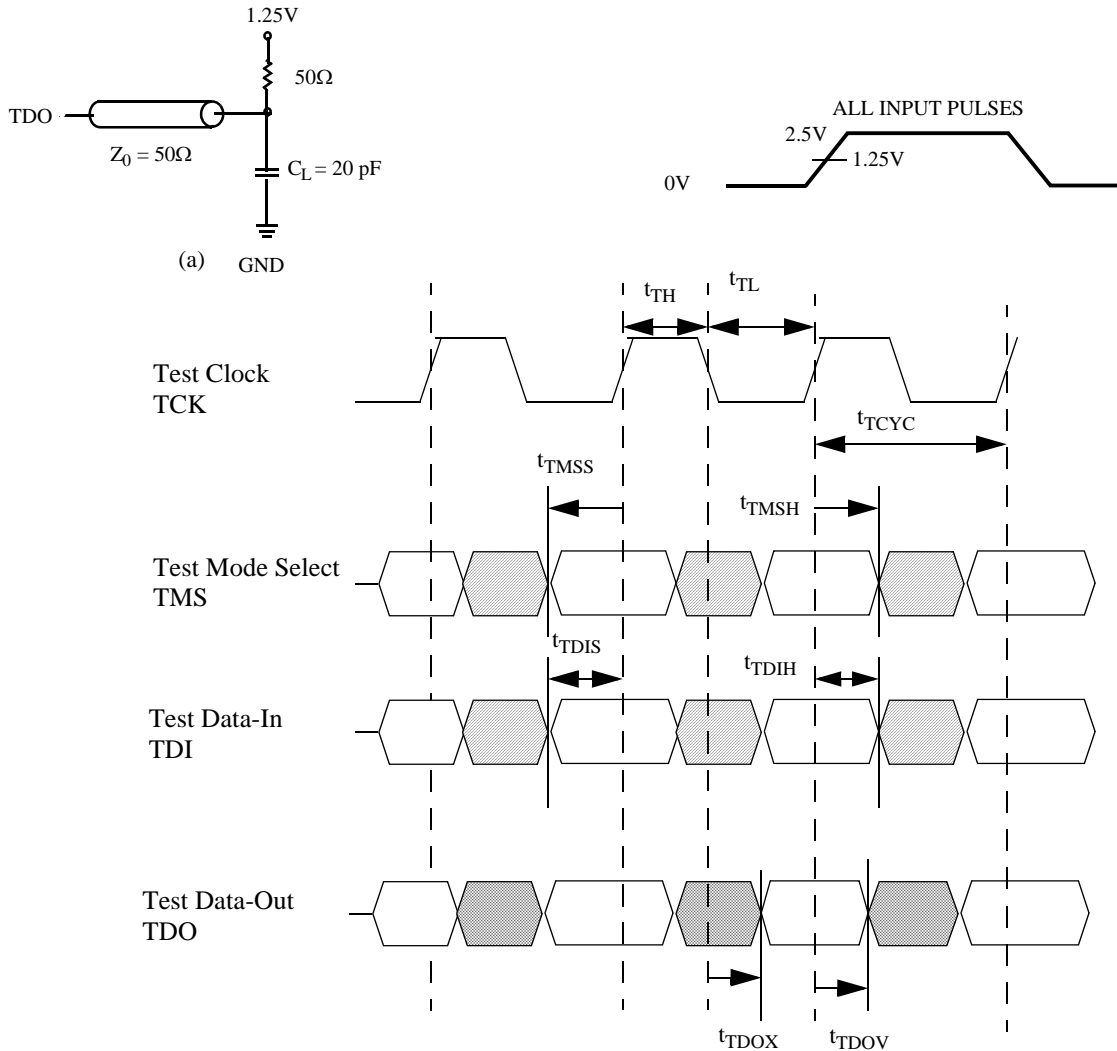 1.25V
50Ω
TDO
Z0 = 50Ω
CL = 20 pF
(a) GND
ALL INPUT PULSES
2.5V
1.25V
0V
tTH
tTL
Test Clock
TCK
tTCYC
tTMSS
tTMSH
Test Mode Select
TMS
tTDIS
tTDIH
Test Data-In
TDI
Test Data-Out
TDO
tTDOX
tTDOV